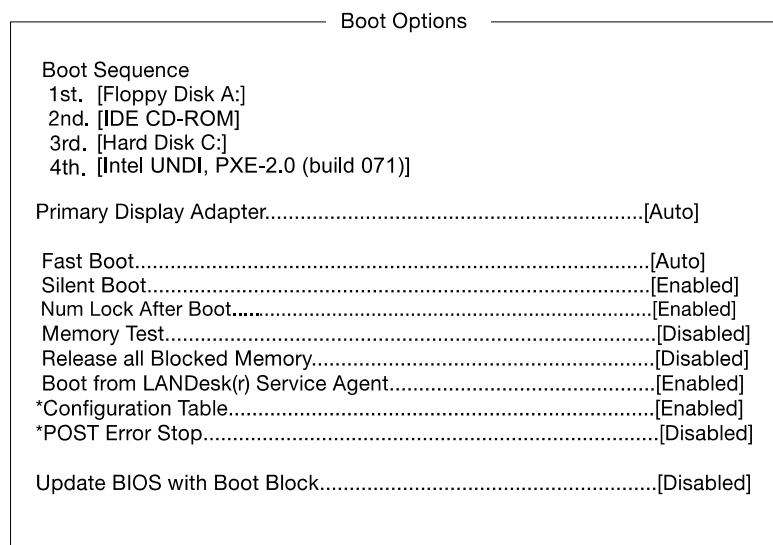 Boot Options
Boot Sequence
1st. [Floppy Disk A:]
2nd. [IDE CD-ROM]
3rd. [Hard Disk C:]
4th. [Intel UNDI, PXE-2.0 (build 071)]
Primary Display Adapter................................................................[Auto]
Fast Boot.......................................................................................[Auto]
Silent Boot.....................................................................................[Enabled]
Num Lock After Boot.......................................................................[Enabled]
Memory Test...................................................................................[Disabled]
Release all Blocked Memory..........................................................[Disabled]
Boot from LANDesk(r) Service Agent............................................[Enabled]
*Configuration Table........................................................................[Enabled]
*POST Error Stop.............................................................................[Disabled]
Update BIOS with Boot Block.........................................................[Disabled]